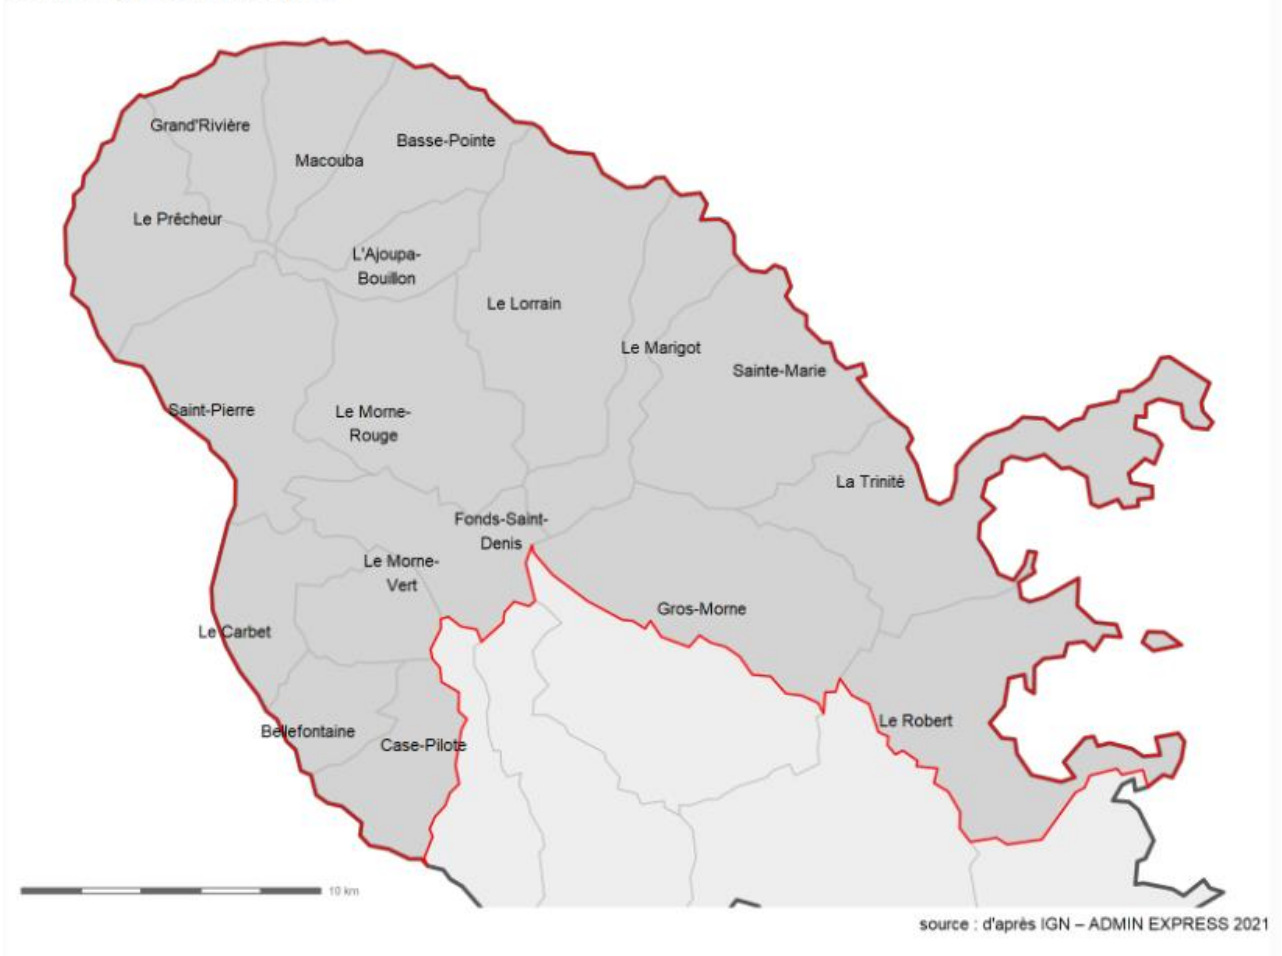 Grand'Rivière
Macouba
Basse-Pointe
Le Prêcheur
L'Ajoupa-
Bouillon
Le Lorrain
Le Marigot
Sainte-Marie
Saint-Pierre
Le Morne-
Rouge
La Trinité
Fonds-Saint-
Denis
Le Morne-
Vert
Gros-Morne
Le Carbet
Le Robert
Bellefontaine
Case-Pilote
10 km
source : d'après IGN – ADMIN EXPRESS 2021